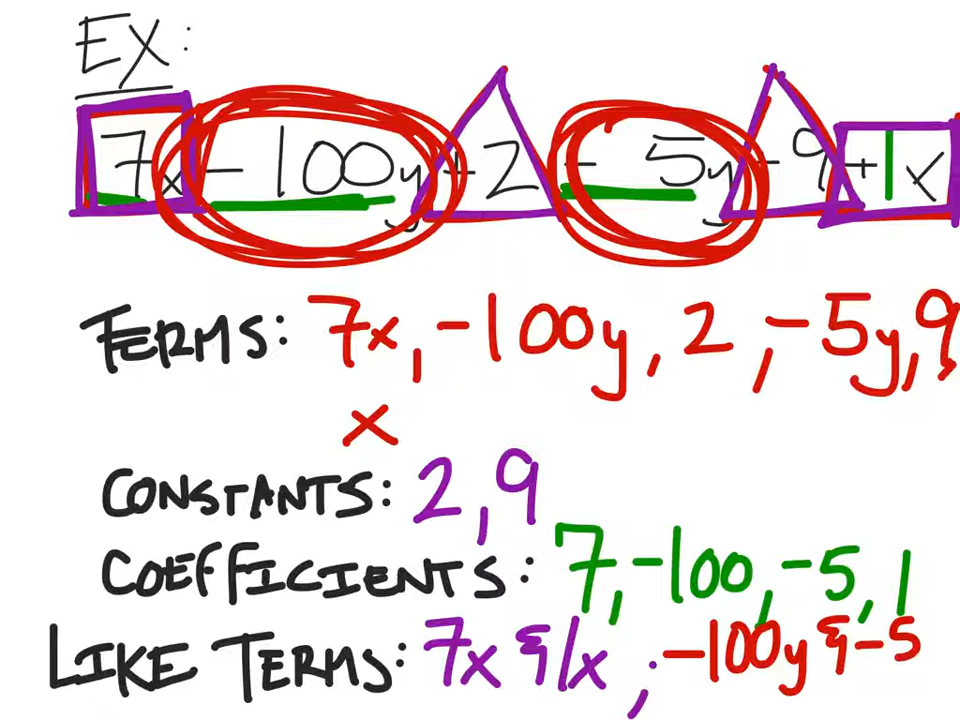 EX:
7x - 100y + 2 - 5y + 9 + 1x
TERMS: 7x, -100y, 2, -5y, 9,
x
CONSTANTS: 2, 9
COEFFICIENTS: 7, -100, -5, 1
LIKE TERMS: 7x & 1x ; -100y & -5